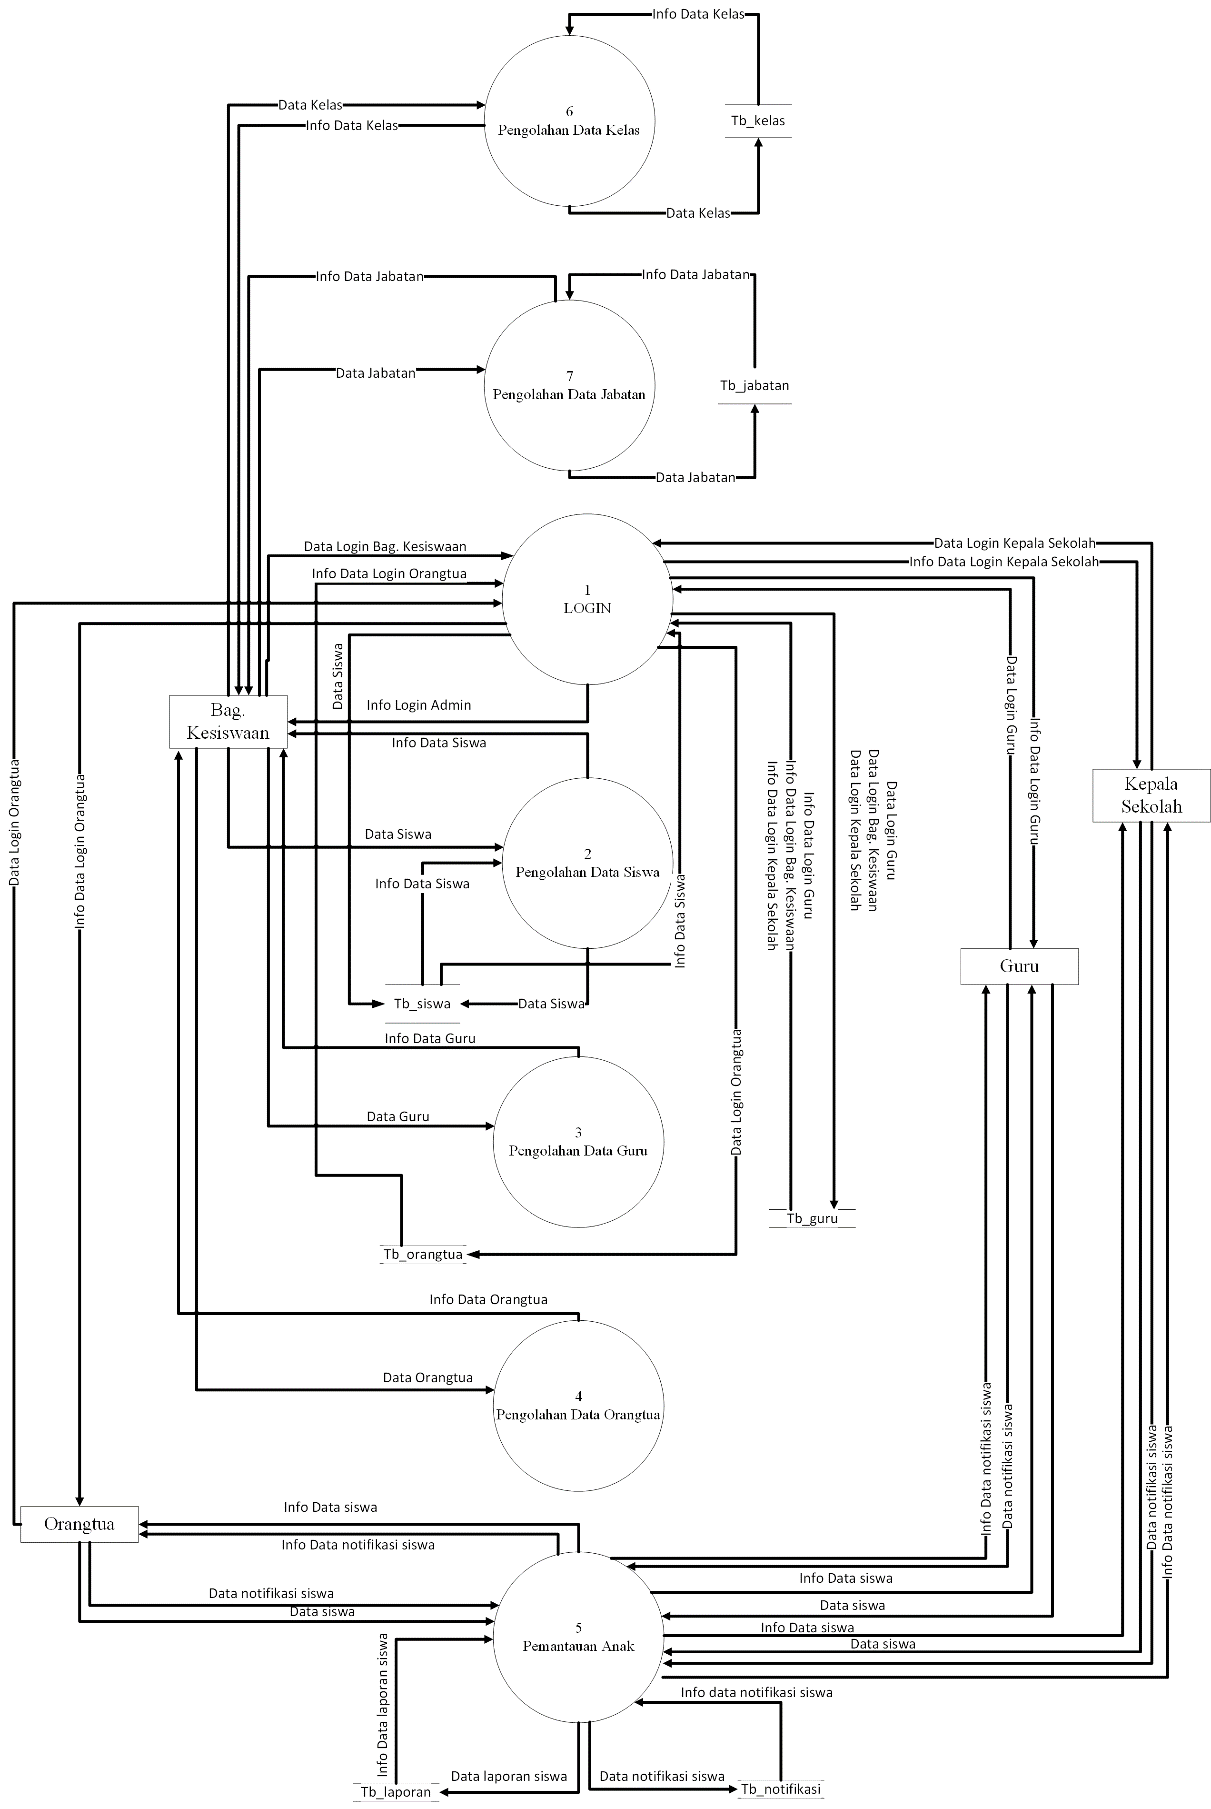 Info Data Kelas
6
Pengolahan Data Kelas
Data Kelas
Info Data Kelas
Tb_kelas
Data Kelas
Info Data Jabatan
Info Data Jabatan
7
Pengolahan Data Jabatan
Data Jabatan
Tb_jabatan
Data Jabatan
Data Login Bag. Kesiswaan
Info Data Login Orangtua
1
LOGIN
Data Login Kepala Sekolah
Info Data Login Kepala Sekolah
Data Siswa
Bag.
Kesiswaan
Info Login Admin
Info Data Siswa
Data Login Guru
Info Data Login Guru
Kepala
Sekolah
Data Login Orangtua
Info Data Login Orangtua
Data Siswa
2
Pengolahan Data Siswa
Info Data Siswa
Info Data Siswa
Info Data Login Guru
Info Data Login Bag. Kesiswaan
Info Data Login Kepala Sekolah
Data Login Guru
Data Login Bag. Kesiswaan
Data Login Kepala Sekolah
Guru
Tb_siswa
Data Siswa
Info Data Guru
Data Login Orangtua
Data Guru
3
Pengolahan Data Guru
Tb_guru
Tb_orangtua
Info Data Orangtua
Data Orangtua
4
Pengolahan Data Orangtua
Info Data notifikasi siswa
Data notifikasi siswa
Data notifikasi siswa
Info Data notifikasi siswa
Orangtua
Info Data siswa
Info Data notifikasi siswa
Info Data siswa
Data notifikasi siswa
Data siswa
Data siswa
5
Pemantauan Anak
Info Data siswa
Data siswa
Info Data laporan siswa
Info data notifikasi siswa
Data laporan siswa
Data notifikasi siswa
Tb_laporan
Tb_notifikasi